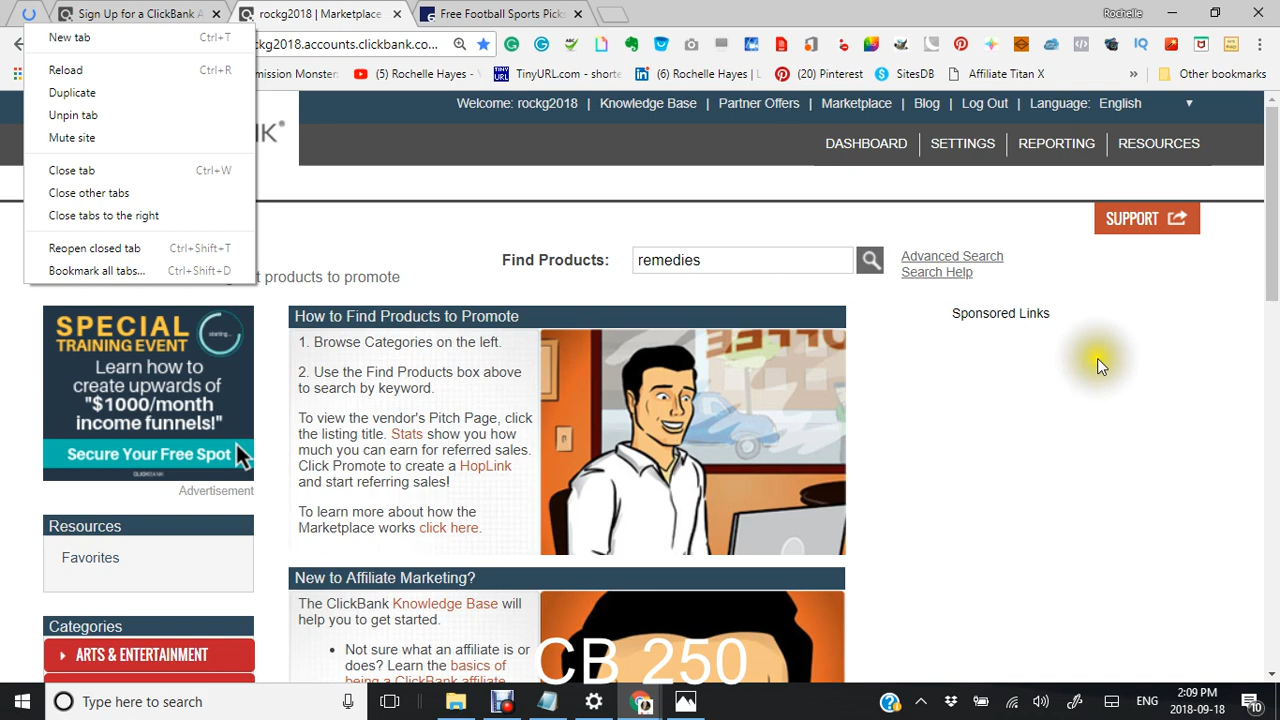 Sign Up for a ClickBank A
rockg2018 | Marketplace
Free Football Sports Picks
Rochelle
New tab Ctrl+T
Reload Ctrl+R
Duplicate
Unpin tab
Mute site
Close tab Ctrl+W
Close other tabs
Close tabs to the right
Reopen closed tab Ctrl+Shift+T
Bookmark all tabs... Ctrl+Shift+D
ckg2018.accounts.clickbank.co...
mission Monster:
(5) Rochelle Hayes - Y
TinyURL.com - shorte
(6) Rochelle Hayes | L
(20) Pinterest
SitesDB
Affiliate Titan X
»
Other bookmarks
Welcome: rockg2018 | Knowledge Base | Partner Offers | Marketplace | Blog | Log Out | Language: English
K®
DASHBOARD | SETTINGS | REPORTING | RESOURCES
SUPPORT
Find Products: remedies
Advanced Search
Search Help
t products to promote
SPECIAL
TRAINING EVENT
starting...
Learn how to
create upwards of
"$1000/month
income funnels!"
Secure Your Free Spot
CLICKBANK
Advertisement
Resources
Favorites
Categories
ARTS & ENTERTAINMENT
How to Find Products to Promote
1. Browse Categories on the left.
2. Use the Find Products box above
to search by keyword.
To view the vendor's Pitch Page, click
the listing title. Stats show you how
much you can earn for referred sales.
Click Promote to create a HopLink
and start referring sales!
To learn more about how the
Marketplace works click here.
COFFEE
New to Affiliate Marketing?
The ClickBank Knowledge Base will
help you to get started.
• Not sure what an affiliate is or
does? Learn the basics of
being a ClickBank affiliate
Sponsored Links
CB 250
Type here to search
ENG
2:09 PM
2018-09-18
10